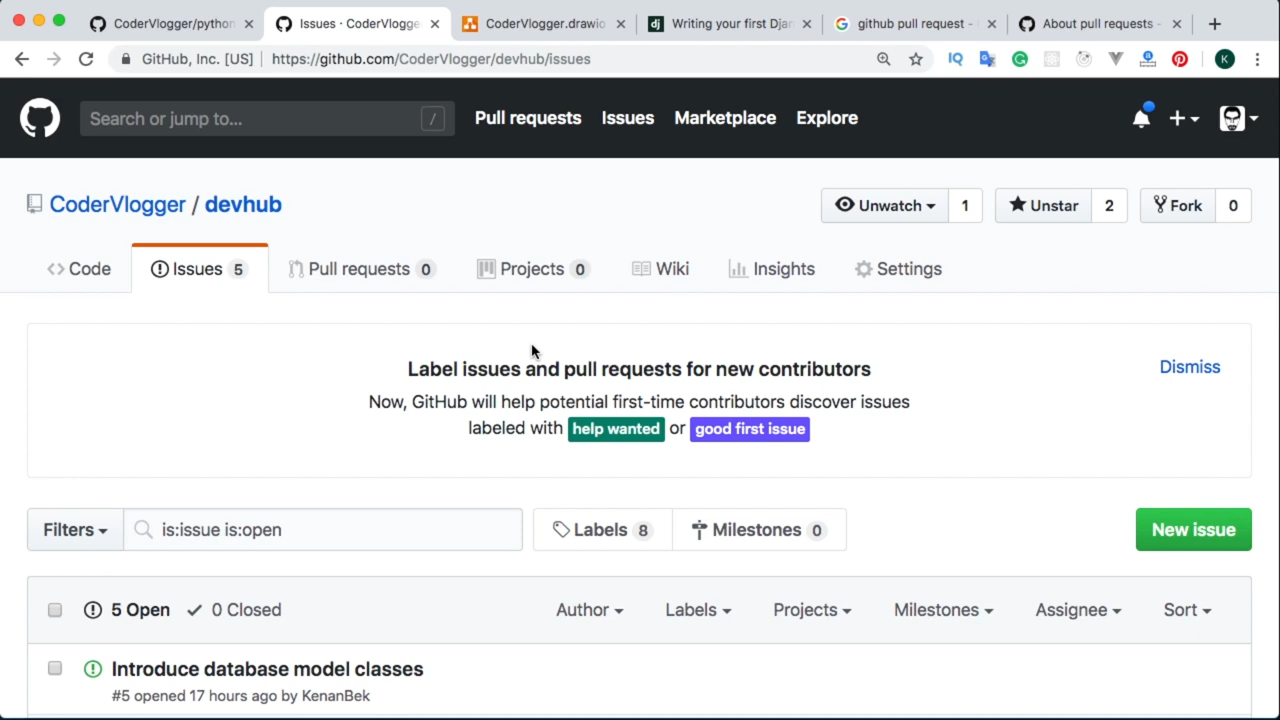 CoderVlogger/python
Issues · CoderVlogge
CoderVlogger.drawio
Writing your first Djan
github pull request -
About pull requests -
GitHub, Inc. [US] https://github.com/CoderVlogger/devhub/issues
IQ
K
Search or jump to... /
Pull requests Issues Marketplace Explore
CoderVlogger / devhub
Unwatch 1 Unstar 2 Fork 0
Code Issues 5 Pull requests 0 Projects 0 Wiki Insights Settings
Label issues and pull requests for new contributors
Dismiss
Now, GitHub will help potential first-time contributors discover issues
labeled with help wanted or good first issue
Filters is:issue is:open Labels 8 Milestones 0 New issue
5 Open 0 Closed Author Labels Projects Milestones Assignee Sort
Introduce database model classes
#5 opened 17 hours ago by KenanBek